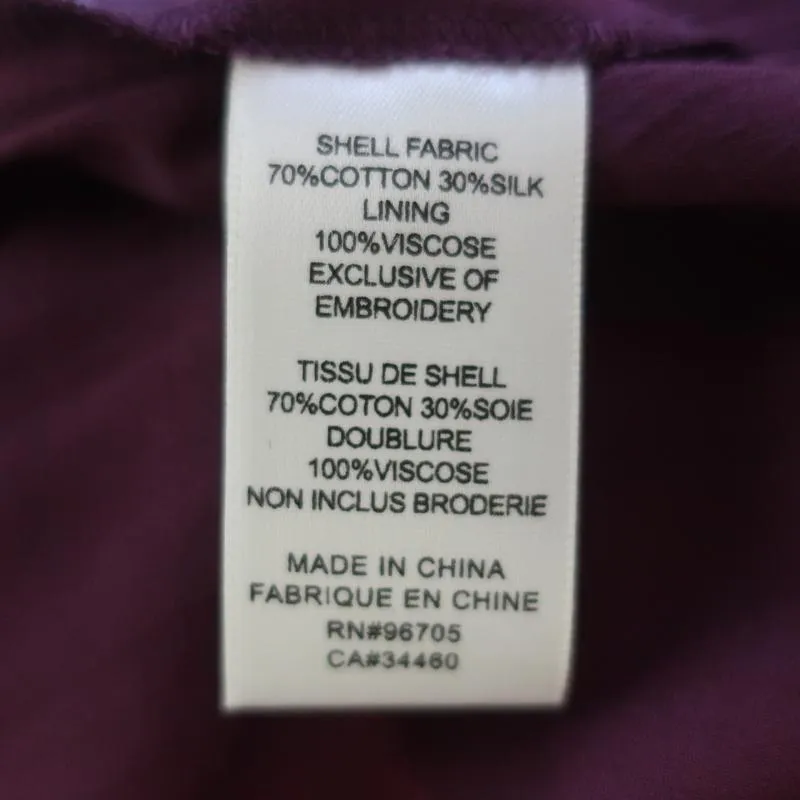 SHELL FABRIC
70%COTTON 30%SILK
LINING
100%VISCOSE
EXCLUSIVE OF
EMBROIDERY
TISSU DE SHELL
70%COTON 30%SOIE
DOUBLURE
100%VISCOSE
NON INCLUS BRODERIE
MADE IN CHINA
FABRIQUE EN CHINE
RN#96705
CA#34460